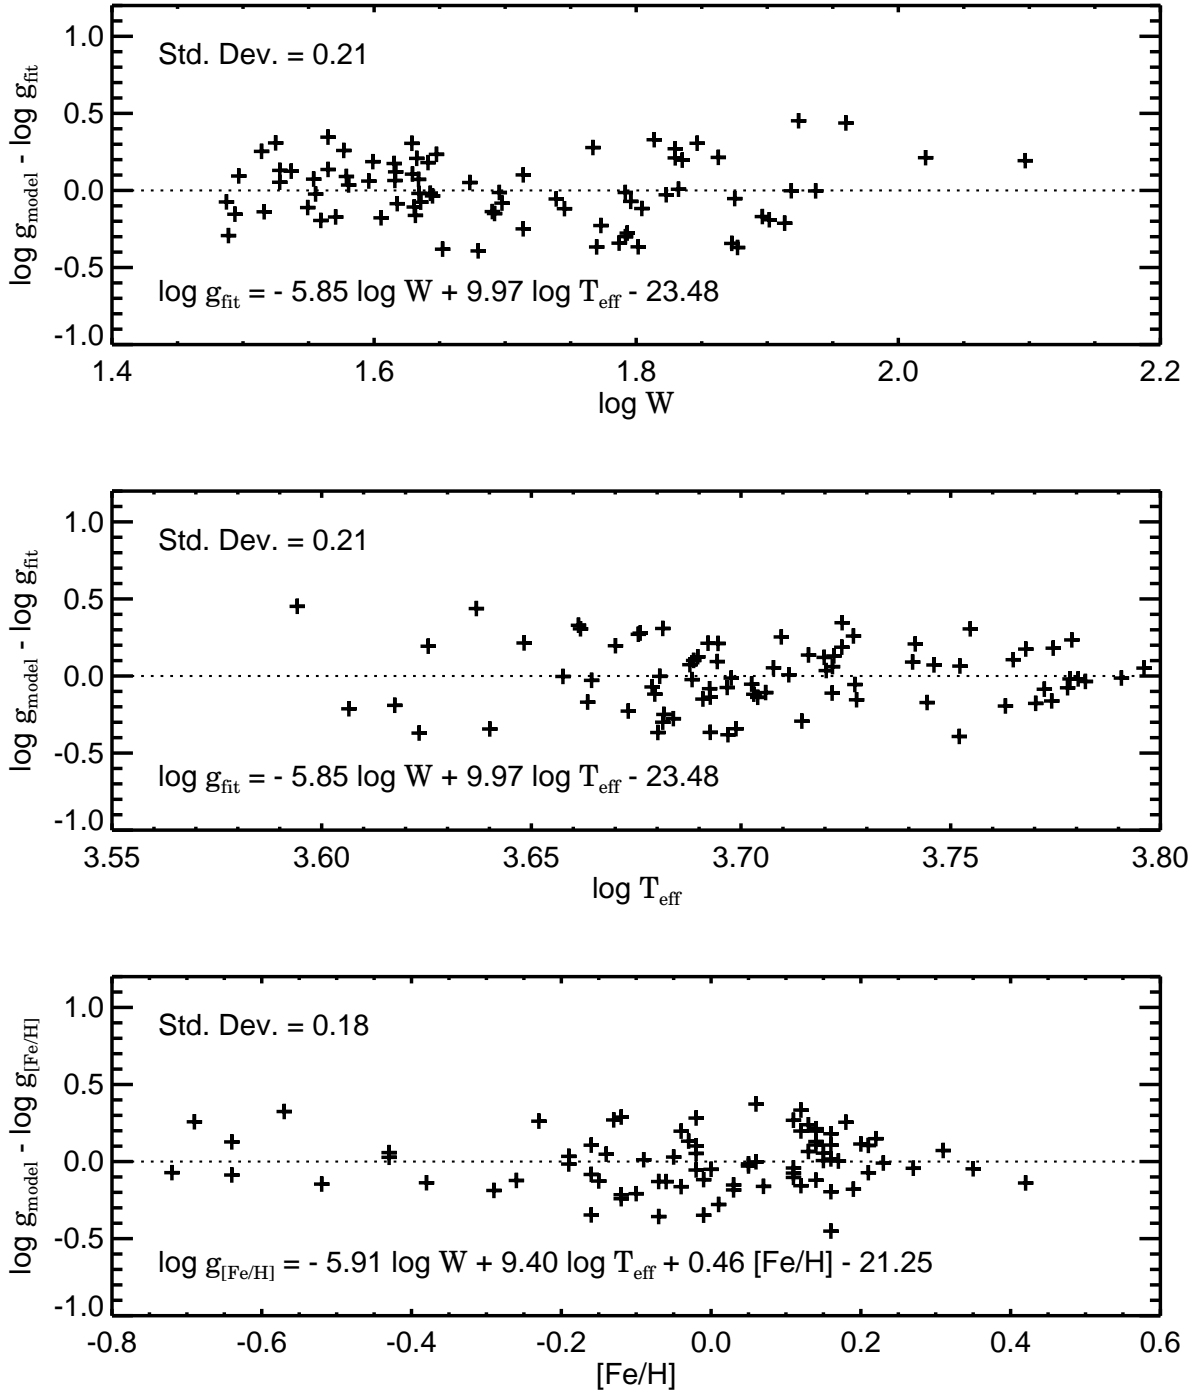 1.0
0.5
0.0
-0.5
-1.0
log g_model - log g_fit
Std. Dev. = 0.21
log g_fit = - 5.85 log W + 9.97 log T_eff - 23.48
1.4 1.6 1.8 2.0 2.2
log W
1.0
0.5
0.0
-0.5
-1.0
log g_model - log g_fit
Std. Dev. = 0.21
log g_fit = - 5.85 log W + 9.97 log T_eff - 23.48
3.55 3.60 3.65 3.70 3.75 3.80
log T_eff
1.0
0.5
0.0
-0.5
-1.0
log g_model - log g_[Fe/H]
Std. Dev. = 0.18
log g_[Fe/H] = - 5.91 log W + 9.40 log T_eff + 0.46 [Fe/H] - 21.25
-0.8 -0.6 -0.4 -0.2 0.0 0.2 0.4 0.6
[Fe/H]